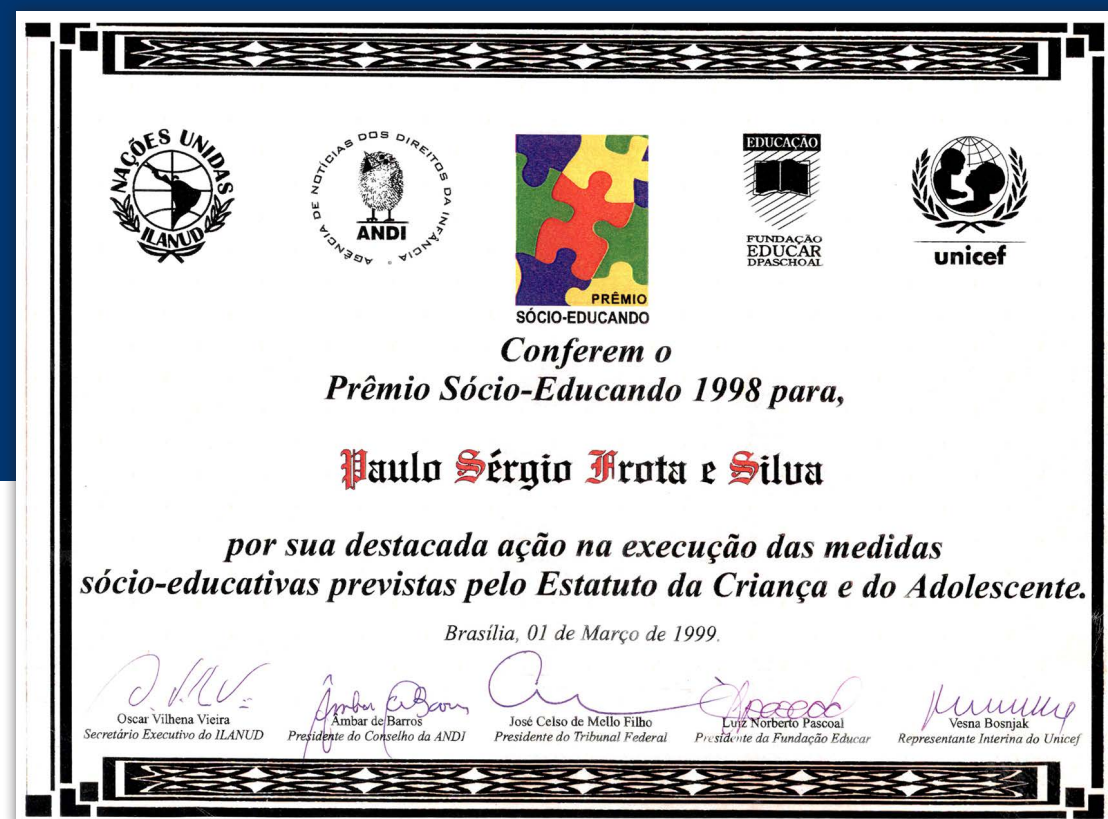 NAÇÕES UNIDAS
ILANUD
AGÊNCIA DE NOTÍCIAS DOS DIREITOS DA INFÂNCIA
ANDI
PRÊMIO
SÓCIO-EDUCANDO
EDUCAÇÃO
FUNDAÇÃO
EDUCAR
DPASCHOAL
unicef
Conferem o
Prêmio Sócio-Educando 1998 para,
Paulo Sérgio Frota e Silva
por sua destacada ação na execução das medidas
sócio-educativas previstas pelo Estatuto da Criança e do Adolescente.
Brasília, 01 de Março de 1999.
Oscar Vilhena Vieira
Secretário Executivo do ILANUD
Âmbar de Barros
Presidente do Conselho da ANDI
José Celso de Mello Filho
Presidente do Tribunal Federal
Luiz Norberto Pascoal
Presidente da Fundação Educar
Vesna Bosnjak
Representante Interina do Unicef